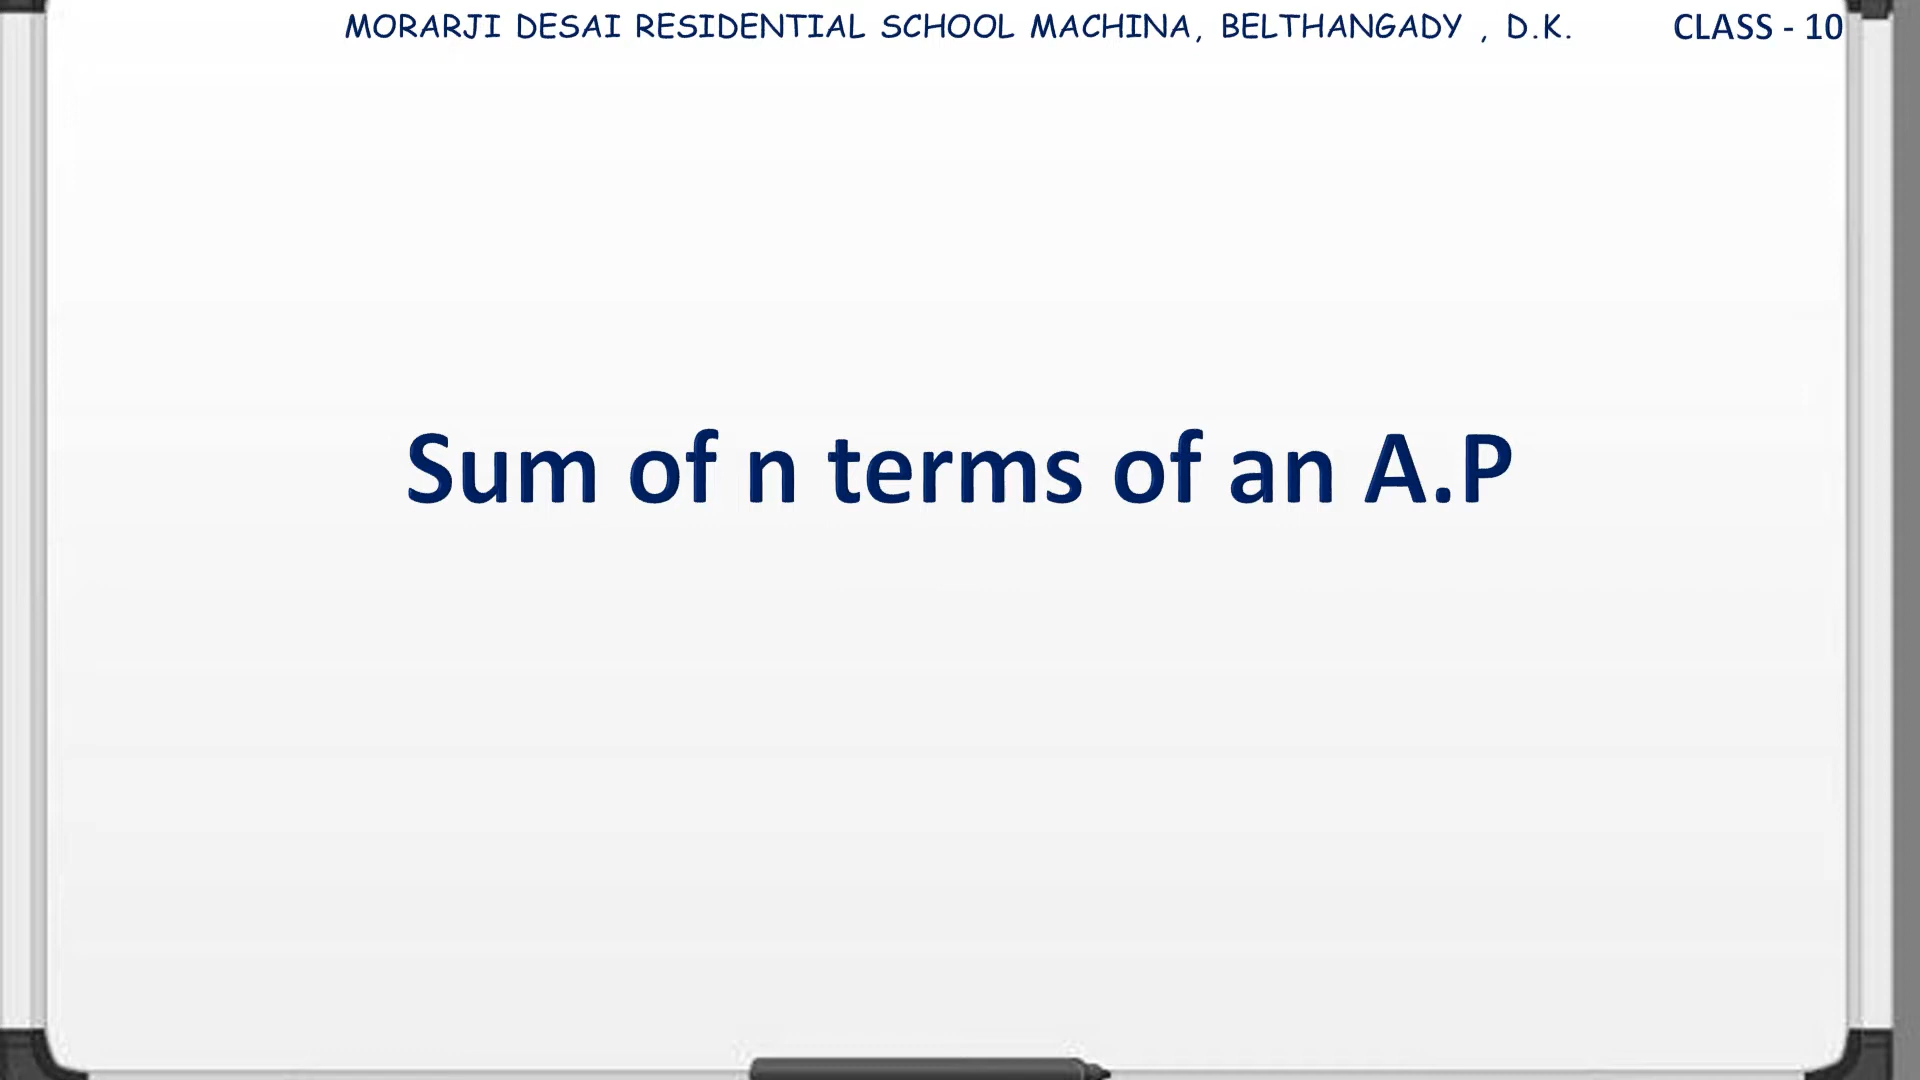 MORARJI DESAI RESIDENTIAL SCHOOL MACHINA, BELTHANGADY , D.K. CLASS - 10
Sum of n terms of an A.P